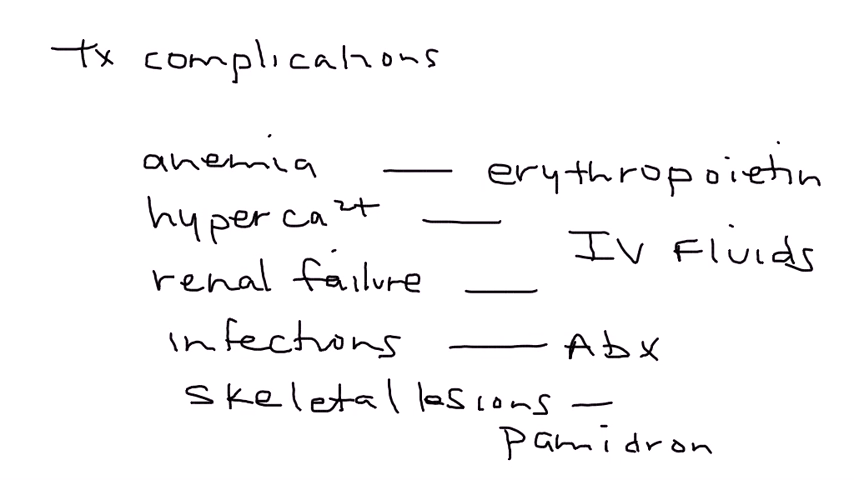 Tx complications
anemia — erythropoietin
hyper ca²⁺ —
IV Fluids
renal failure —
infections — Abx
skeletal lesions —
Pamidron